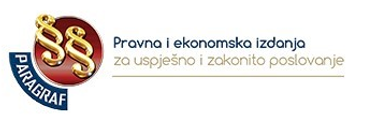 §§
PARAGRAF
Pravna i ekonomska izdanja
za uspješno i zakonito poslovanje